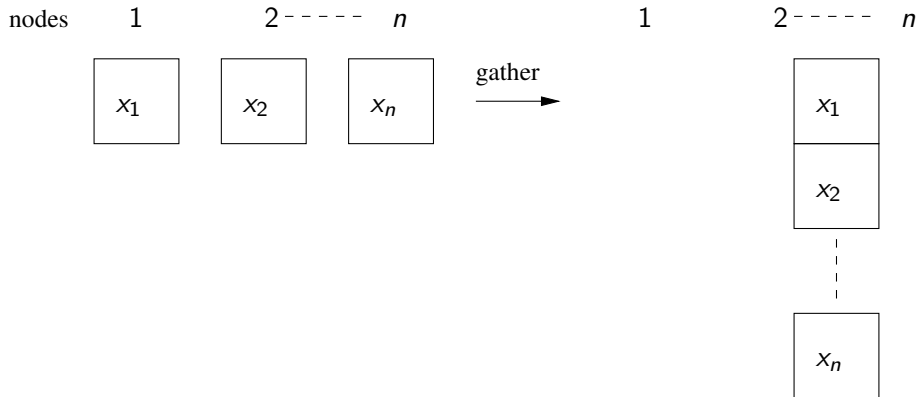 nodes 1 2 n 1 2 n
gather
x₁ x₂ xₙ x₁
x₂
xₙ